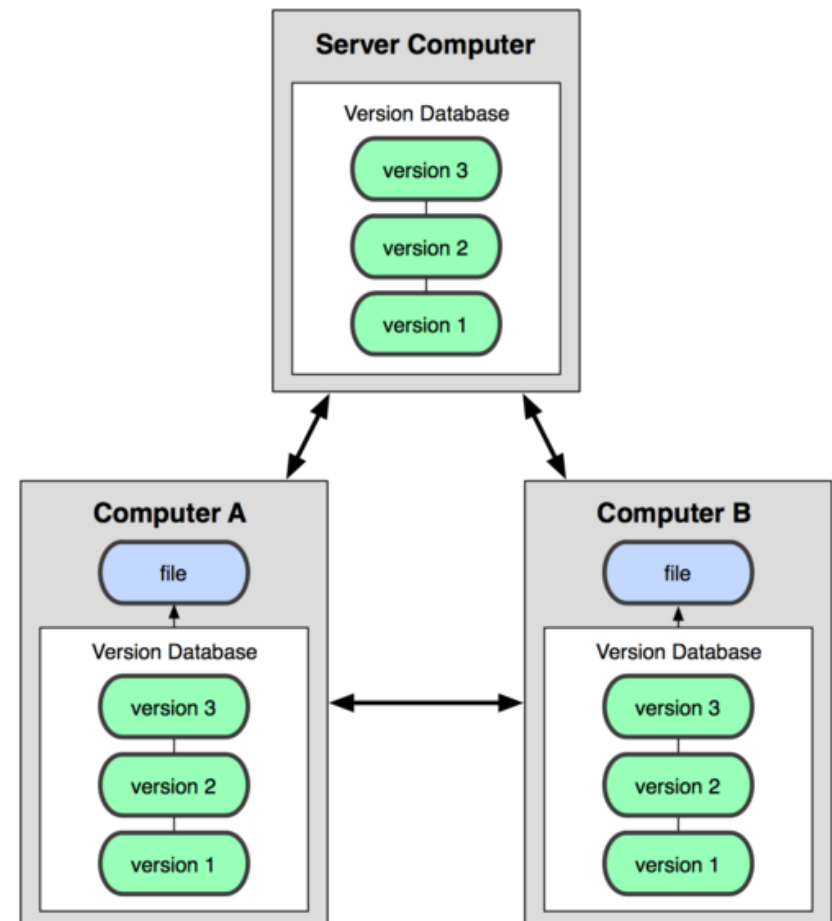 Server Computer
Version Database
version 3
version 2
version 1
Computer A
file
Version Database
version 3
version 2
version 1
Computer B
file
Version Database
version 3
version 2
version 1